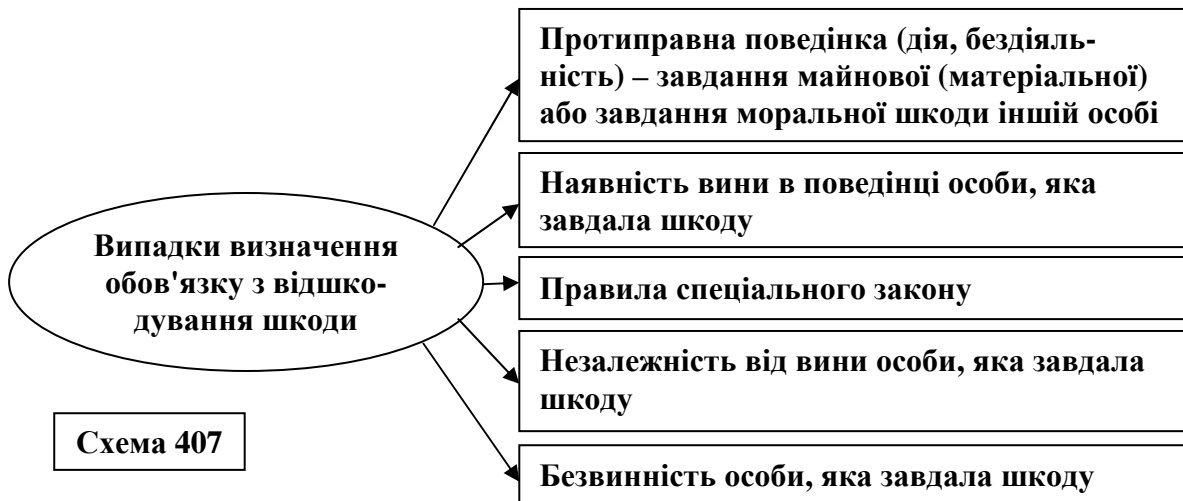 Протиправна поведінка (дія, бездіяль-
ність) – завдання майнової (матеріальної)
або завдання моральної шкоди іншій особі
Наявність вини в поведінці особи, яка
завдала шкоду
Випадки визначення
обов'язку з відшко-
дування шкоди
Правила спеціального закону
Незалежність від вини особи, яка завдала
шкоду
Схема 407
Безвинність особи, яка завдала шкоду